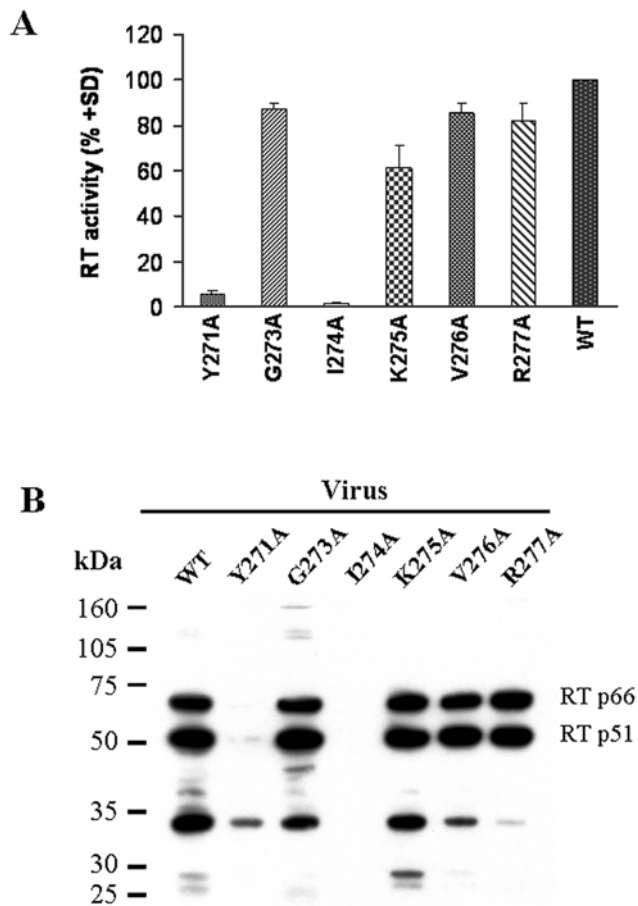 A
RT activity (% +SD)
120
100
80
60
40
20
0
Y271A
G273A
I274A
K275A
V276A
R277A
WT
B
Virus
kDa
WT
Y271A
G273A
I274A
K275A
V276A
R277A
160
105
75
50
35
30
25
RT p66
RT p51